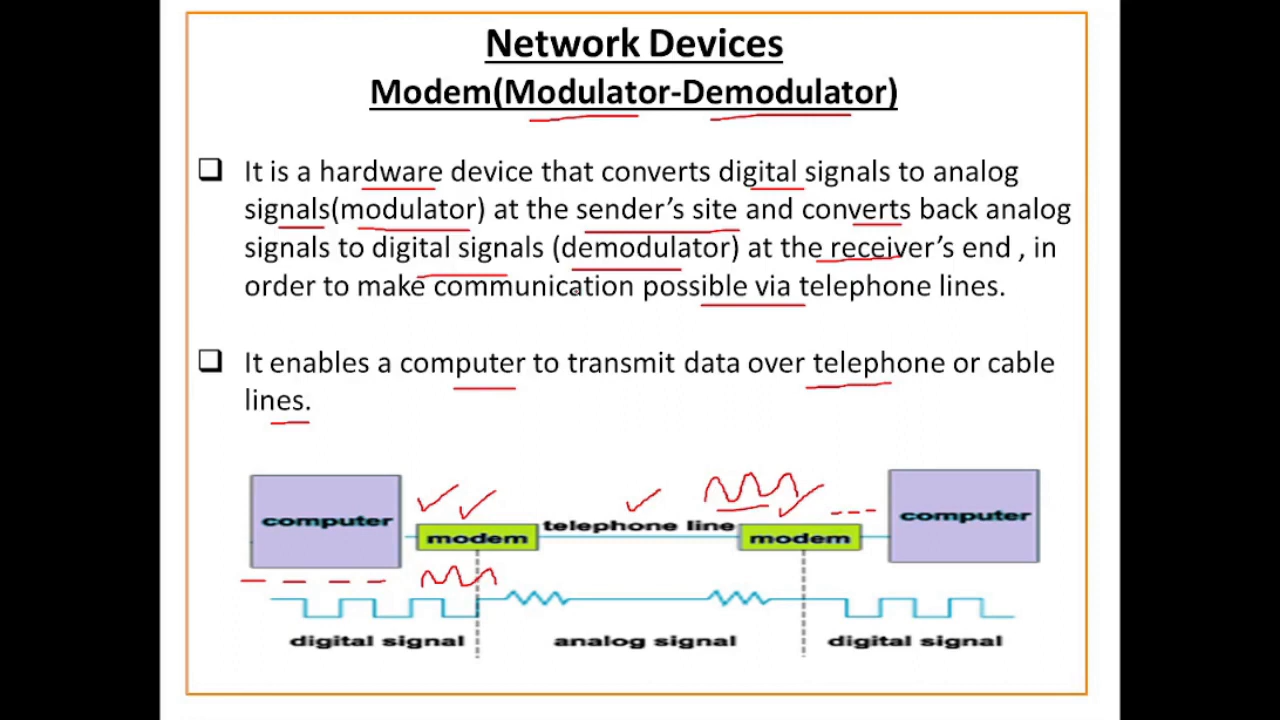 Network Devices
Modem(Modulator-Demodulator)
It is a hardware device that converts digital signals to analog
signals(modulator) at the sender's site and converts back analog
signals to digital signals (demodulator) at the receiver's end , in
order to make communication possible via telephone lines.
It enables a computer to transmit data over telephone or cable
lines.
computer modem telephone line modem computer
digital signal analog signal digital signal